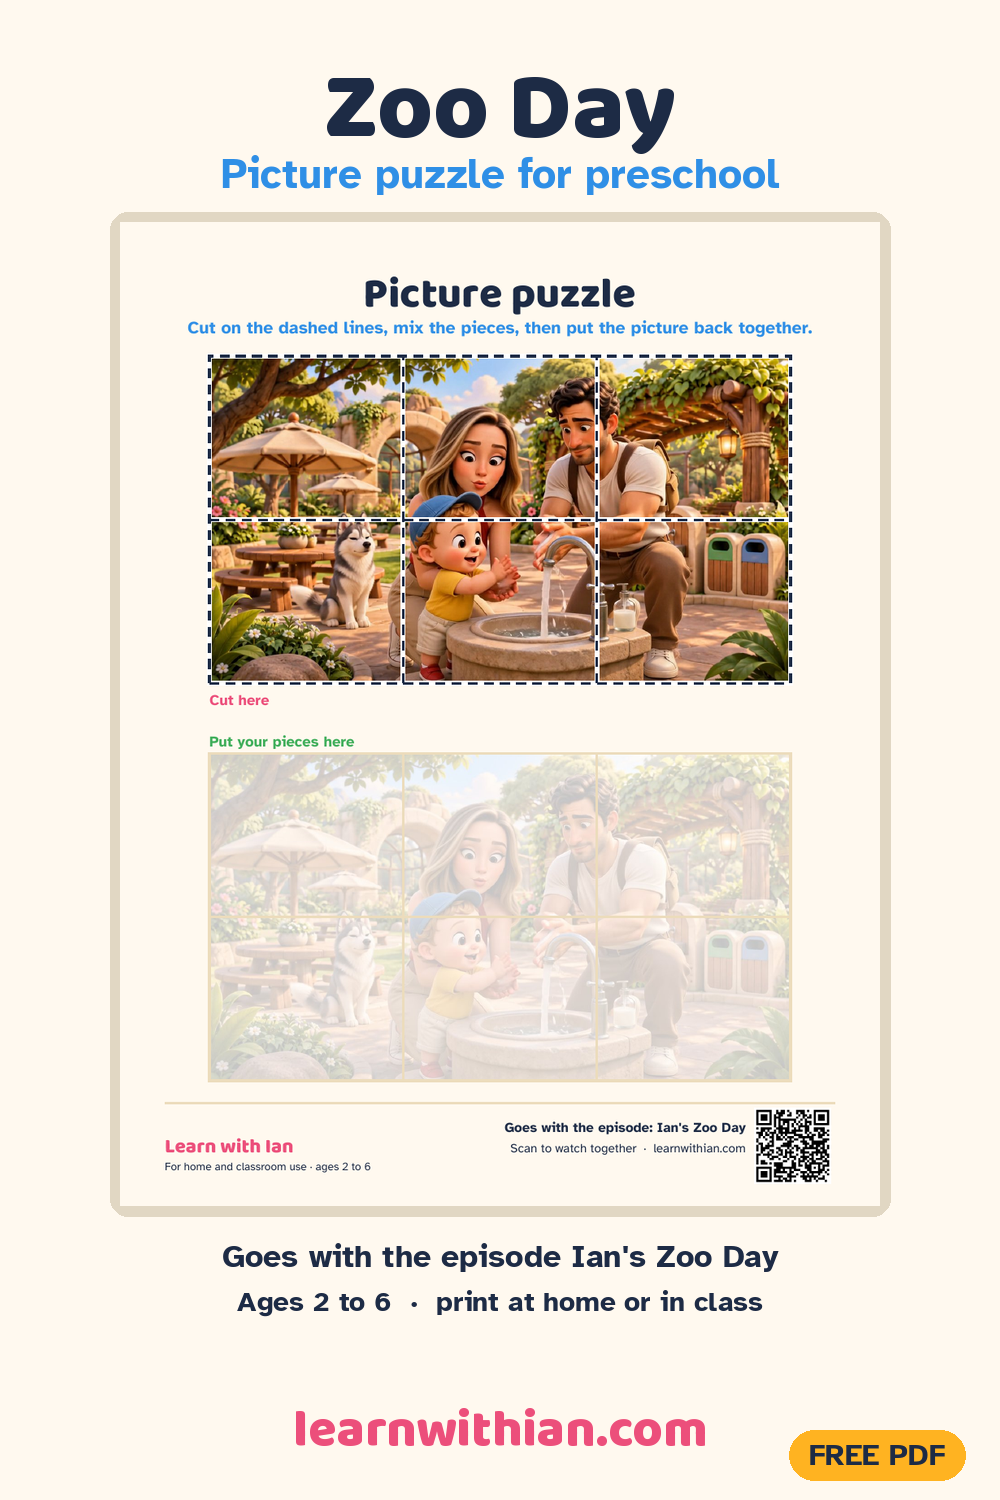 Zoo Day
Picture puzzle for preschool
Picture puzzle
Cut on the dashed lines, mix the pieces, then put the picture back together.
Cut here
Put your pieces here
Learn with Ian
For home and classroom use · ages 2 to 6
Goes with the episode: Ian's Zoo Day
Scan to watch together · learnwithian.com
Goes with the episode Ian's Zoo Day
Ages 2 to 6 · print at home or in class
learnwithian.com
FREE PDF